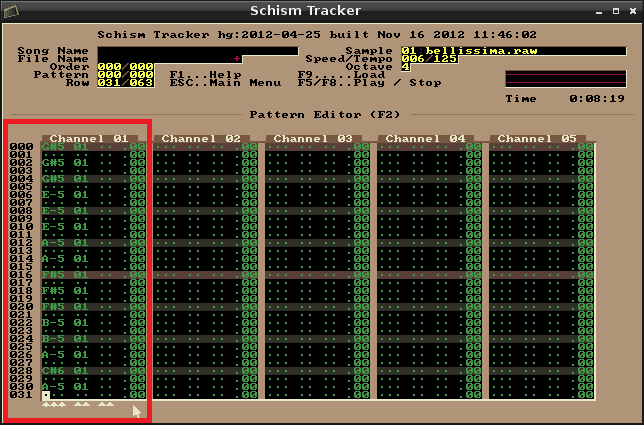 Schism Tracker
Schism Tracker hg:2012-04-25 built Nov 16 2012 11:46:02
Song Name Sample 01 bellissima.raw
File Name + Speed/Tempo 006/125
Order 000/000 Octave 4
Pattern 000/000 F1...Help F9.....Load
Row 031/063 ESC..Main Menu F5/F8..Play / Stop
Time 0:08:19
Pattern Editor (F2)
Channel 01 Channel 02 Channel 03 Channel 04 Channel 05
000 G#5 01 ·· .00 ··· ·· ·· .00 ··· ·· ·· .00 ··· ·· ·· .00 ··· ·· ·· .00
001 ··· ·· ·· .00 ··· ·· ·· .00 ··· ·· ·· .00 ··· ·· ·· .00 ··· ·· ·· .00
002 G#5 01 ·· .00 ··· ·· ·· .00 ··· ·· ·· .00 ··· ·· ·· .00 ··· ·· ·· .00
003 ··· ·· ·· .00 ··· ·· ·· .00 ··· ·· ·· .00 ··· ·· ·· .00 ··· ·· ·· .00
004 G#5 01 ·· .00 ··· ·· ·· .00 ··· ·· ·· .00 ··· ·· ·· .00 ··· ·· ·· .00
005 ··· ·· ·· .00 ··· ·· ·· .00 ··· ·· ·· .00 ··· ·· ·· .00 ··· ·· ·· .00
006 E-5 01 ·· .00 ··· ·· ·· .00 ··· ·· ·· .00 ··· ·· ·· .00 ··· ·· ·· .00
007 ··· ·· ·· .00 ··· ·· ·· .00 ··· ·· ·· .00 ··· ·· ·· .00 ··· ·· ·· .00
008 E-5 01 ·· .00 ··· ·· ·· .00 ··· ·· ·· .00 ··· ·· ·· .00 ··· ·· ·· .00
009 ··· ·· ·· .00 ··· ·· ·· .00 ··· ·· ·· .00 ··· ·· ·· .00 ··· ·· ·· .00
010 E-5 01 ·· .00 ··· ·· ·· .00 ··· ·· ·· .00 ··· ·· ·· .00 ··· ·· ·· .00
011 ··· ·· ·· .00 ··· ·· ·· .00 ··· ·· ·· .00 ··· ·· ·· .00 ··· ·· ·· .00
012 A-5 01 ·· .00 ··· ·· ·· .00 ··· ·· ·· .00 ··· ·· ·· .00 ··· ·· ·· .00
013 ··· ·· ·· .00 ··· ·· ·· .00 ··· ·· ·· .00 ··· ·· ·· .00 ··· ·· ·· .00
014 A-5 01 ·· .00 ··· ·· ·· .00 ··· ·· ·· .00 ··· ·· ·· .00 ··· ·· ·· .00
015 ··· ·· ·· .00 ··· ·· ·· .00 ··· ·· ·· .00 ··· ·· ·· .00 ··· ·· ·· .00
016 F#5 01 ·· .00 ··· ·· ·· .00 ··· ·· ·· .00 ··· ·· ·· .00 ··· ·· ·· .00
017 ··· ·· ·· .00 ··· ·· ·· .00 ··· ·· ·· .00 ··· ·· ·· .00 ··· ·· ·· .00
018 F#5 01 ·· .00 ··· ·· ·· .00 ··· ·· ·· .00 ··· ·· ·· .00 ··· ·· ·· .00
019 ··· ·· ·· .00 ··· ·· ·· .00 ··· ·· ·· .00 ··· ·· ·· .00 ··· ·· ·· .00
020 F#5 01 ·· .00 ··· ·· ·· .00 ··· ·· ·· .00 ··· ·· ·· .00 ··· ·· ·· .00
021 ··· ·· ·· .00 ··· ·· ·· .00 ··· ·· ·· .00 ··· ·· ·· .00 ··· ·· ·· .00
022 B-5 01 ·· .00 ··· ·· ·· .00 ··· ·· ·· .00 ··· ·· ·· .00 ··· ·· ·· .00
023 ··· ·· ·· .00 ··· ·· ·· .00 ··· ·· ·· .00 ··· ·· ·· .00 ··· ·· ·· .00
024 B-5 01 ·· .00 ··· ·· ·· .00 ··· ·· ·· .00 ··· ·· ·· .00 ··· ·· ·· .00
025 ··· ·· ·· .00 ··· ·· ·· .00 ··· ·· ·· .00 ··· ·· ·· .00 ··· ·· ·· .00
026 A-5 01 ·· .00 ··· ·· ·· .00 ··· ·· ·· .00 ··· ·· ·· .00 ··· ·· ·· .00
027 ··· ·· ·· .00 ··· ·· ·· .00 ··· ·· ·· .00 ··· ·· ·· .00 ··· ·· ·· .00
028 C#6 01 ·· .00 ··· ·· ·· .00 ··· ·· ·· .00 ··· ·· ·· .00 ··· ·· ·· .00
029 ··· ·· ·· .00 ··· ·· ·· .00 ··· ·· ·· .00 ··· ·· ·· .00 ··· ·· ·· .00
030 A-5 01 ·· .00 ··· ·· ·· .00 ··· ·· ·· .00 ··· ·· ·· .00 ··· ·· ·· .00
031 ··· ·· ·· .00 ··· ·· ·· .00 ··· ·· ·· .00 ··· ·· ·· .00 ··· ·· ·· .00